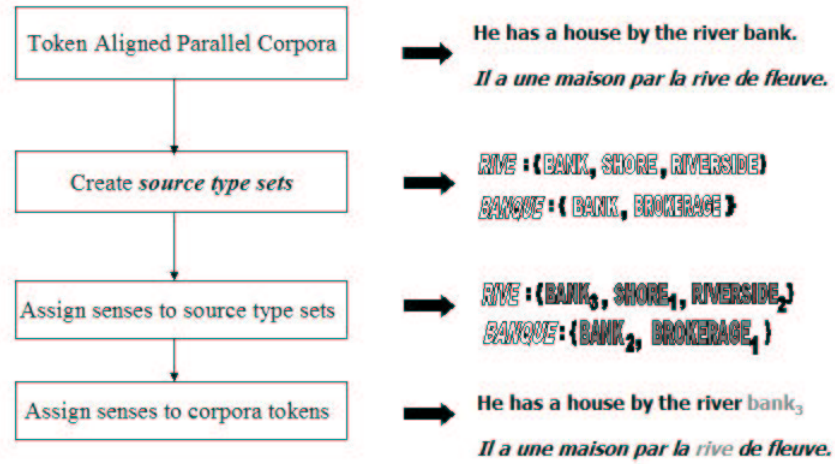 Token Aligned Parallel Corpora
He has a house by the river bank.
Il a une maison par la rive de fleuve.
Create source type sets
RIVE : {BANK, SHORE, RIVERSIDE}
BANQUE : { BANK, BROKERAGE }
Assign senses to source type sets
RIVE : {BANK3, SHORE1, RIVERSIDE2}
BANQUE : {BANK2, BROKERAGE1 }
Assign senses to corpora tokens
He has a house by the river bank3
Il a une maison par la rive de fleuve.